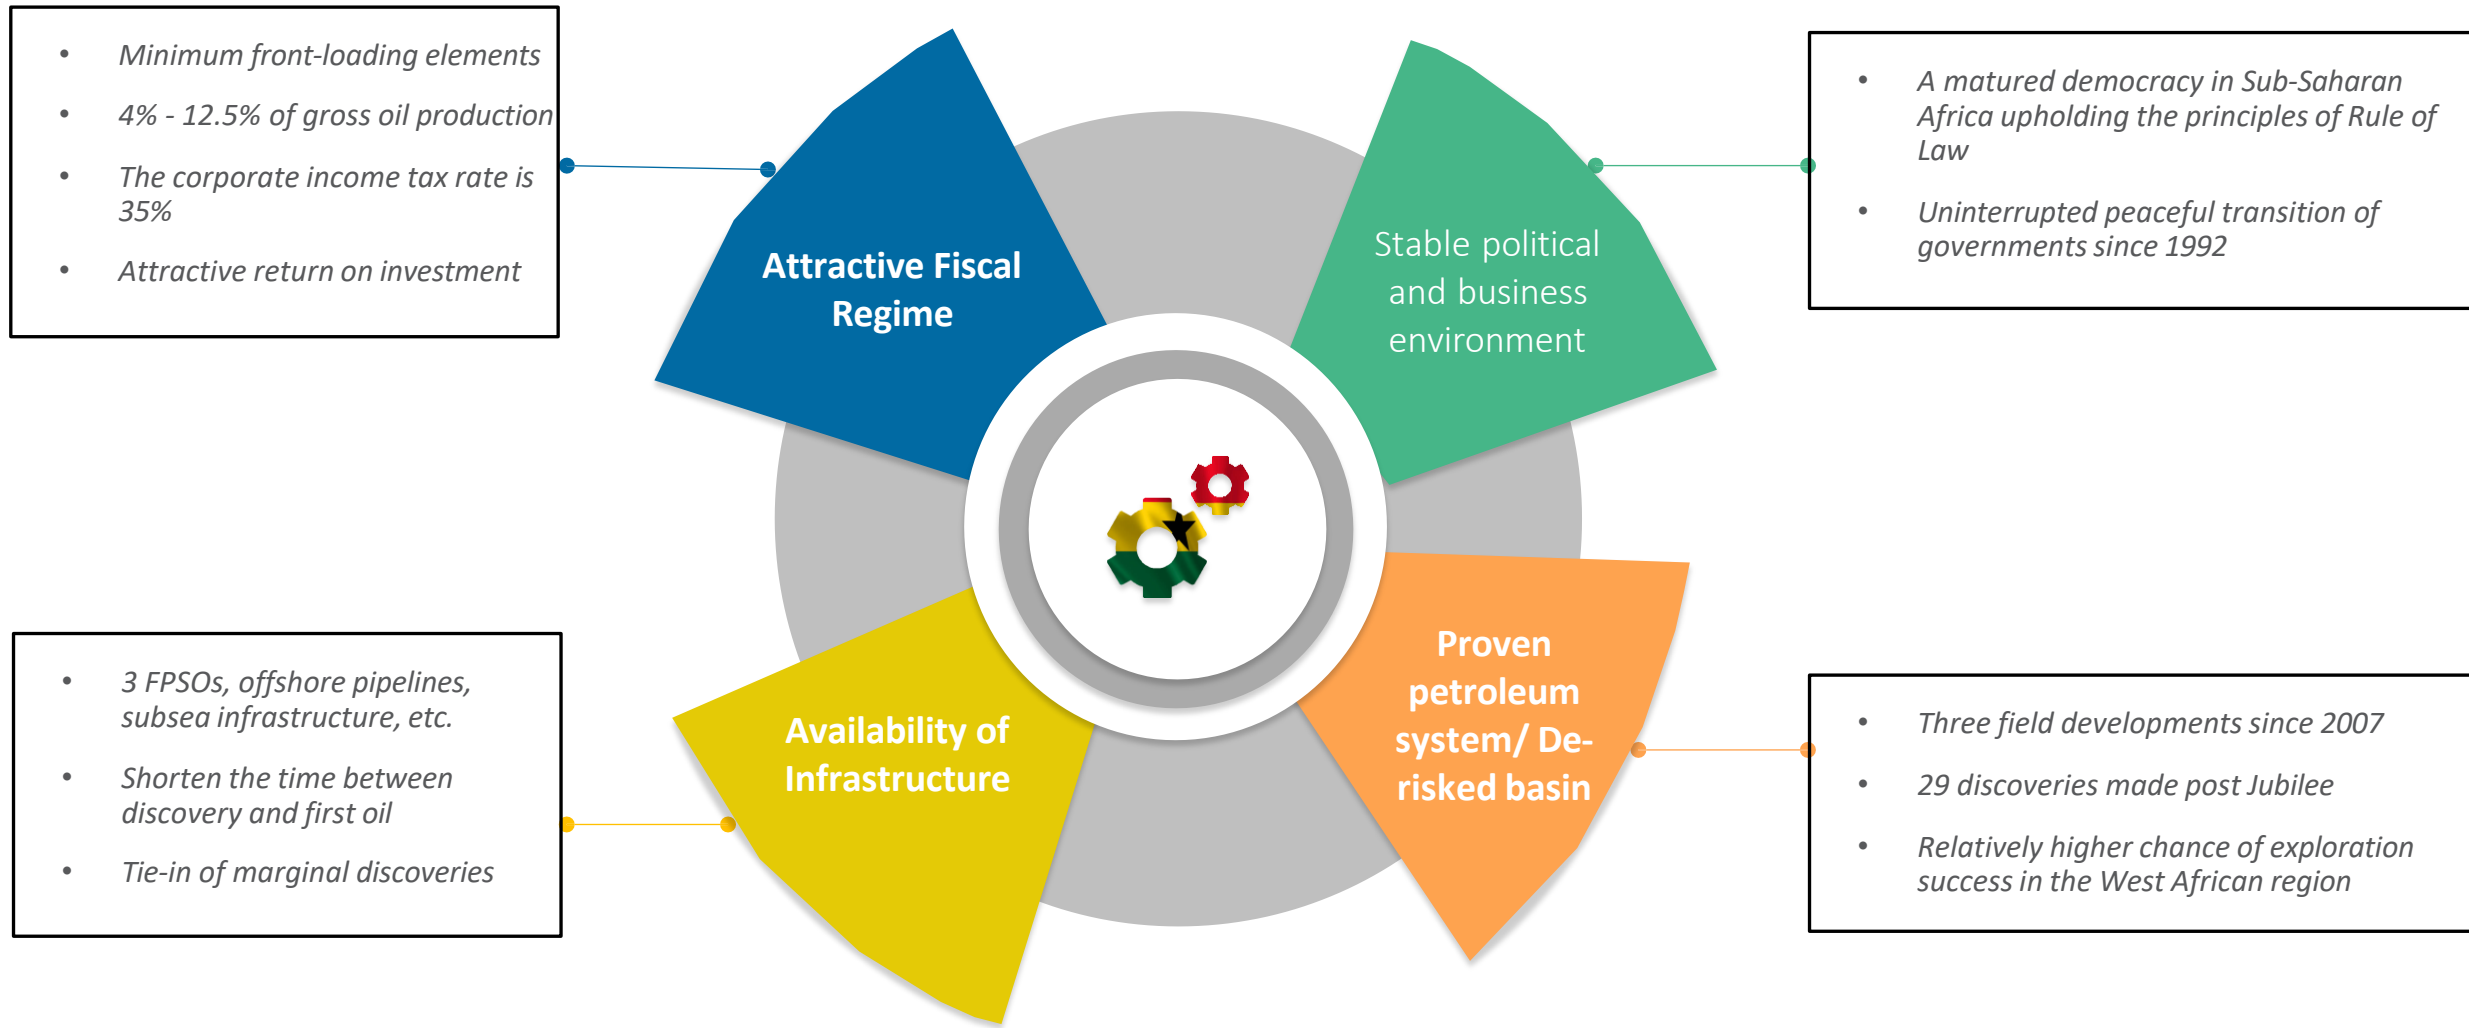 • Minimum front-loading elements
• 4% - 12.5% of gross oil production
• The corporate income tax rate is
35%
• Attractive return on investment
Attractive Fiscal
Regime
Stable political
and business
environment
• A matured democracy in Sub-Saharan
Africa upholding the principles of Rule of
Law
• Uninterrupted peaceful transition of
governments since 1992
• 3 FPSOs, offshore pipelines,
subsea infrastructure, etc.
• Shorten the time between
discovery and first oil
• Tie-in of marginal discoveries
Availability of
Infrastructure
Proven
petroleum
system/ De-
risked basin
• Three field developments since 2007
• 29 discoveries made post Jubilee
• Relatively higher chance of exploration
success in the West African region